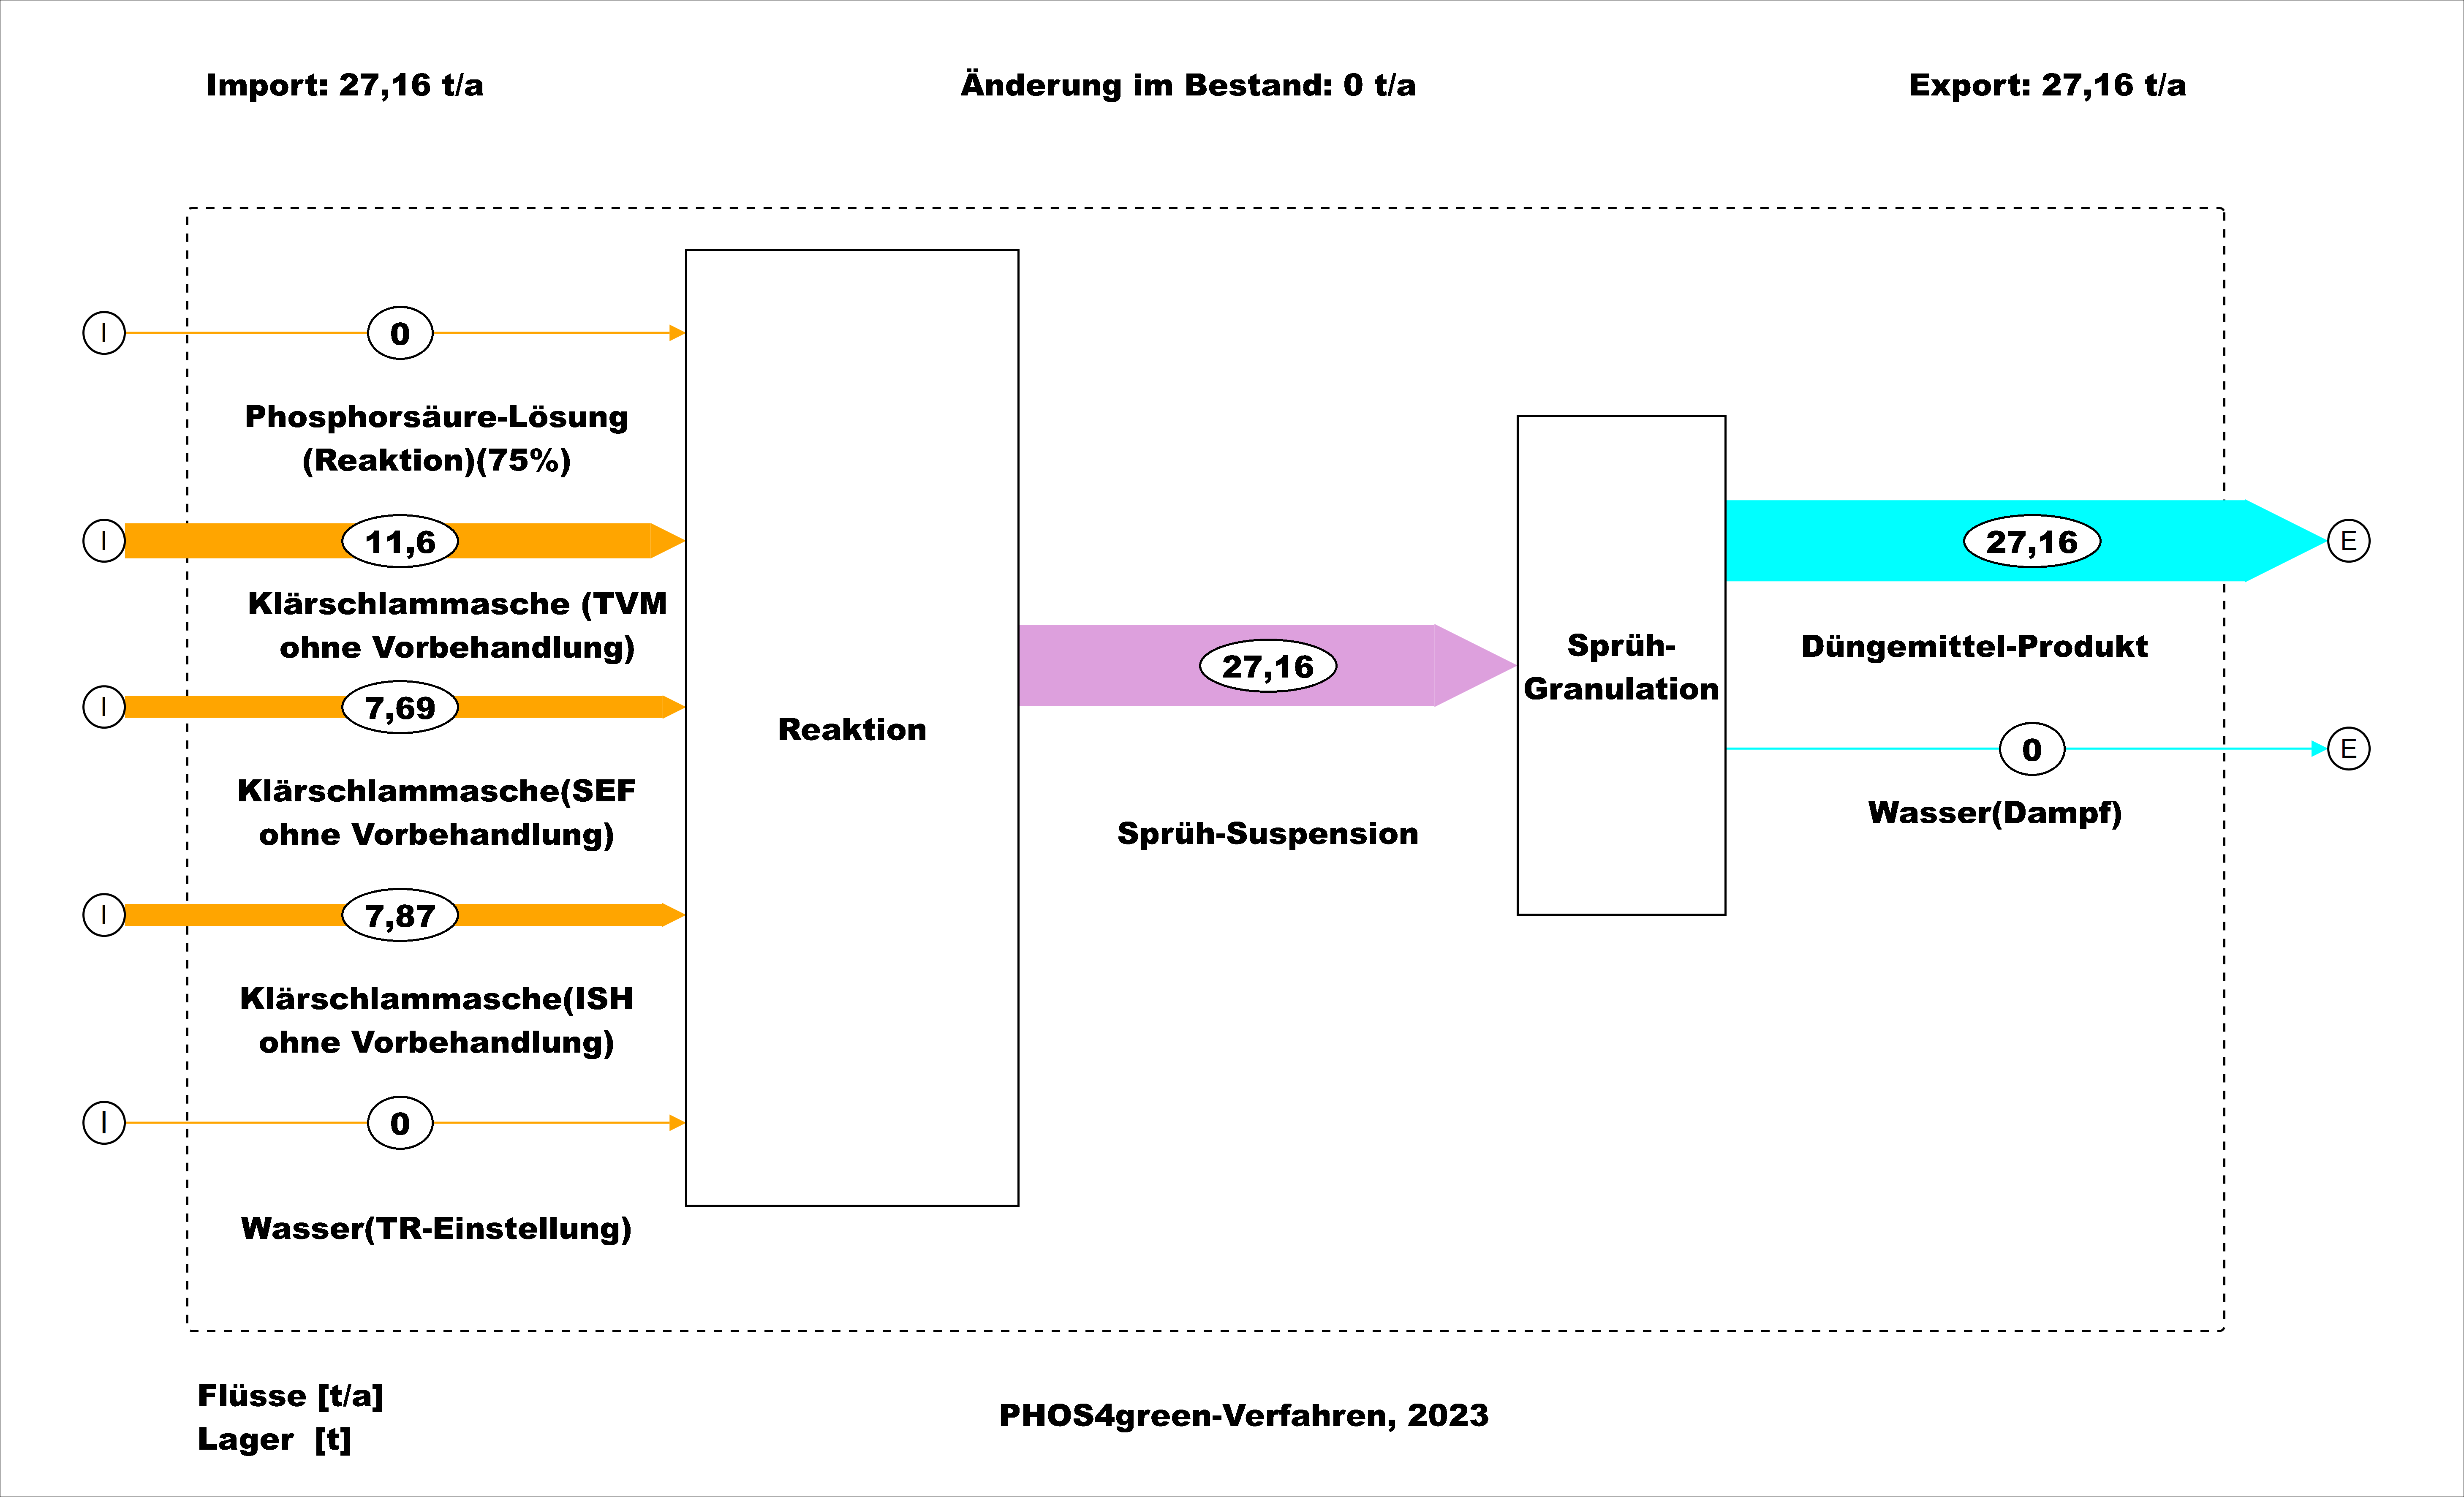 Import: 27,16 t/a
Änderung im Bestand: 0 t/a
Export: 27,16 t/a
I
0
Phosphorsäure-Lösung
(Reaktion)(75%)
I
11,6
Klärschlammasche (TVM
ohne Vorbehandlung)
I
7,69
Klärschlammasche(SEF
ohne Vorbehandlung)
I
7,87
Klärschlammasche(ISH
ohne Vorbehandlung)
I
0
Wasser(TR-Einstellung)
Reaktion
27,16
Sprüh-Suspension
Sprüh-
Granulation
27,16
E
Düngemittel-Produkt
0
E
Wasser(Dampf)
Flüsse [t/a]
Lager [t]
PHOS4green-Verfahren, 2023